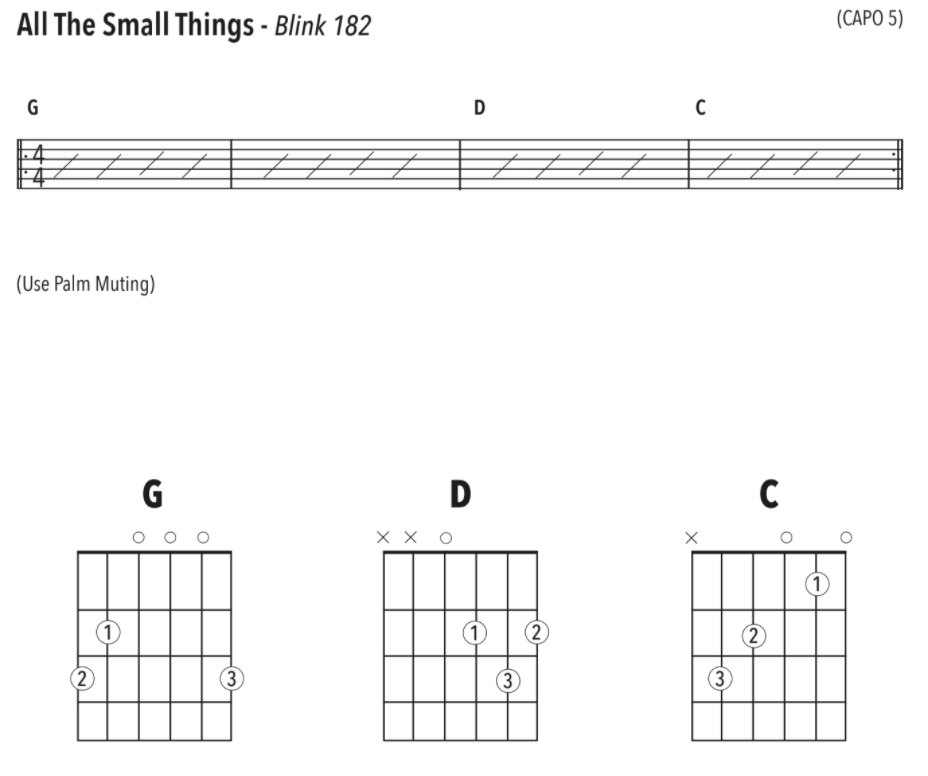 All The Small Things - Blink 182 (CAPO 5)
G D C
4
4
(Use Palm Muting)
G D C
1 1 2 1
2 3 3 2
3